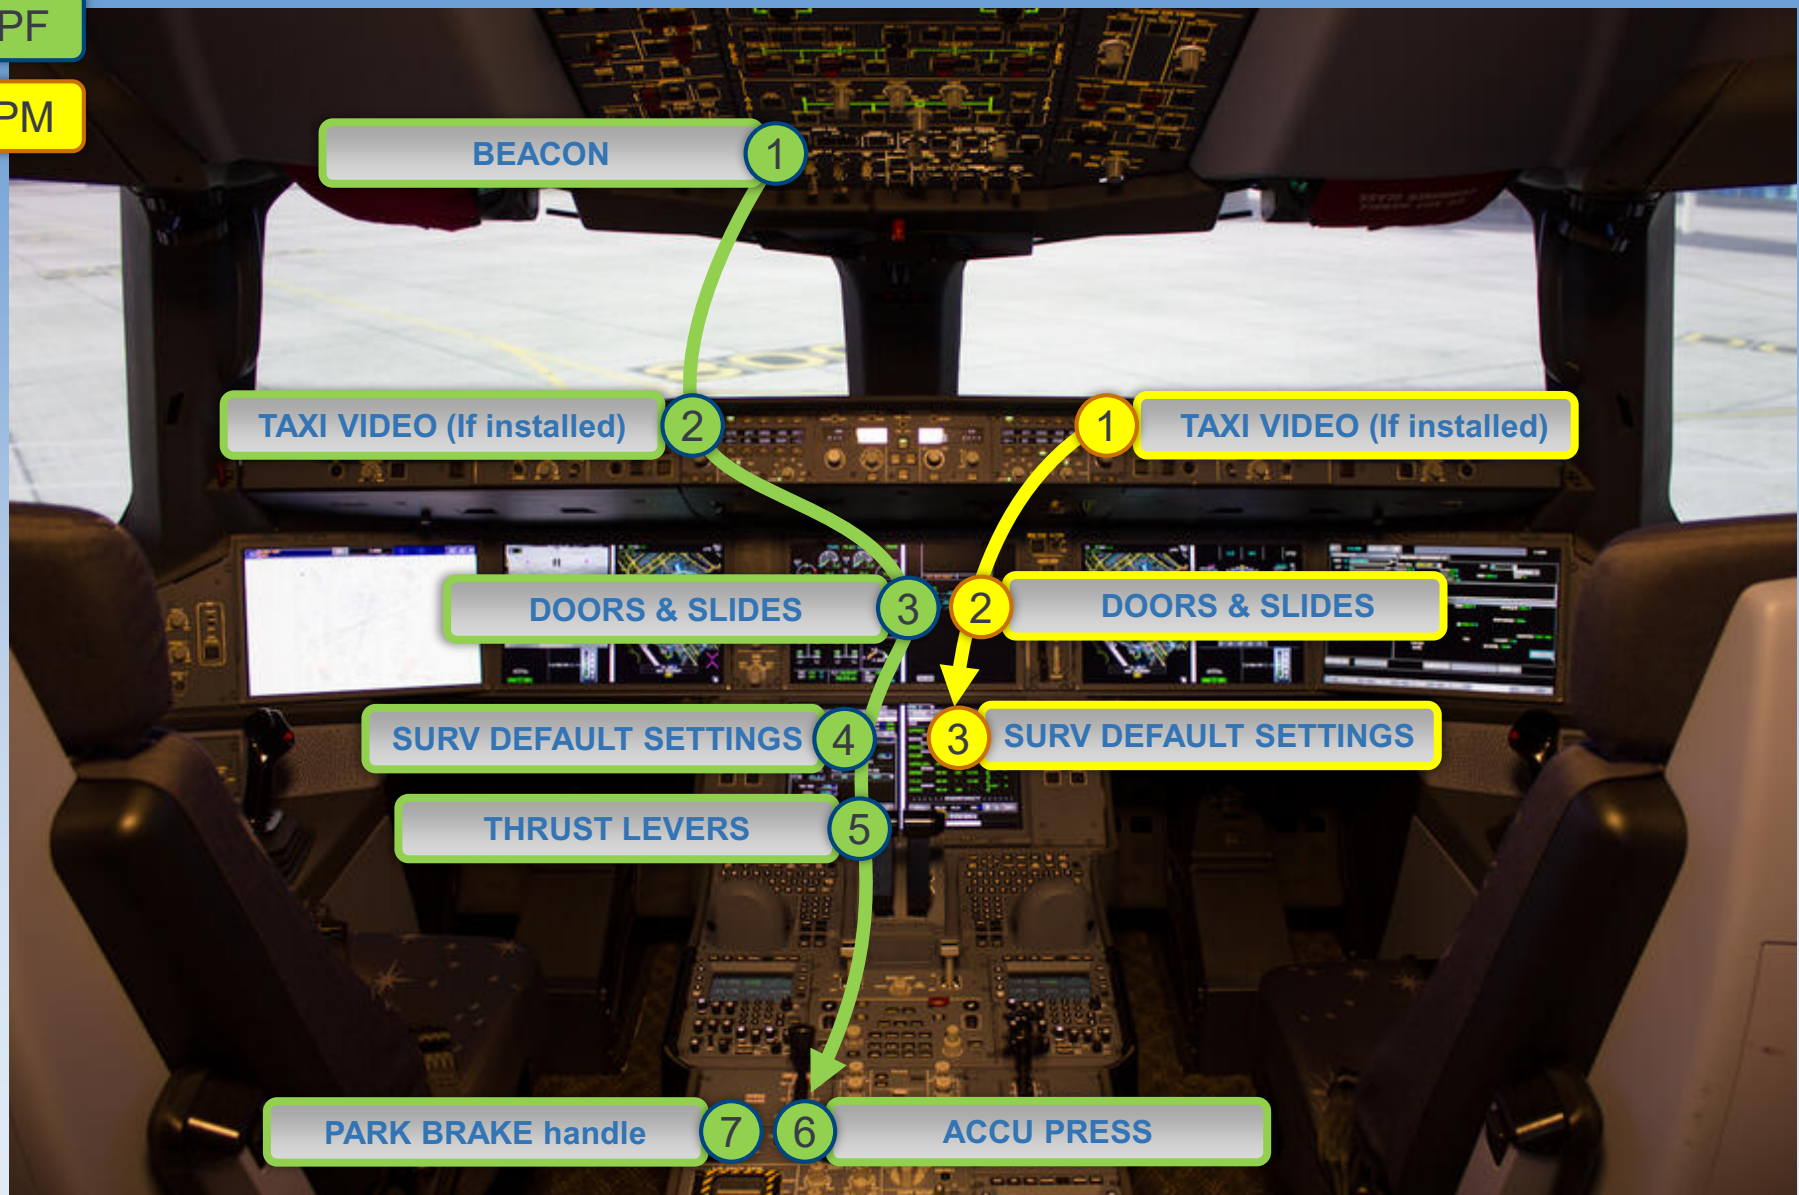 PF
PM
BEACON 1
TAXI VIDEO (If installed) 2
1 TAXI VIDEO (If installed)
DOORS & SLIDES 3
2 DOORS & SLIDES
SURV DEFAULT SETTINGS 4
3 SURV DEFAULT SETTINGS
THRUST LEVERS 5
PARK BRAKE handle 7
6 ACCU PRESS